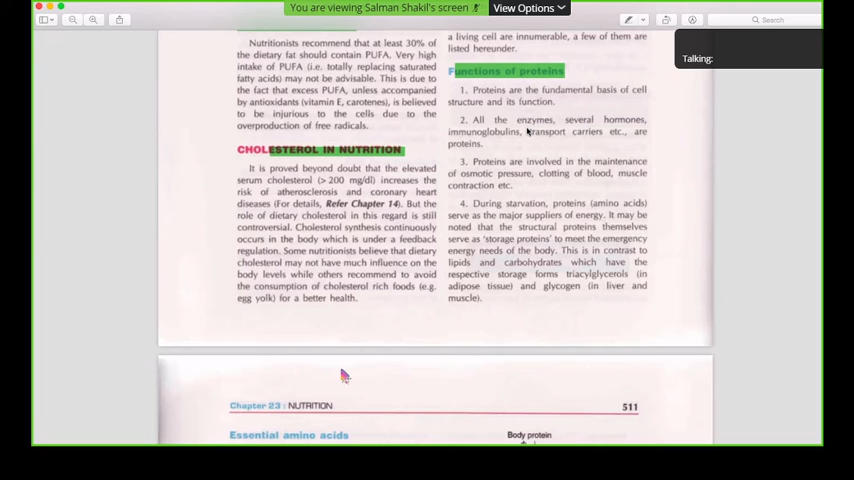 You are viewing Salman Shakil's screen
View Options
Search
Talking:
Nutritionists recommend that at least 30% of
the dietary fat should contain PUFA. Very high
intake of PUFA (i.e. totally replacing saturated
fatty acids) may not be advisable. This is due to
the fact that excess PUFA, unless accompanied
by antioxidants (vitamin E, carotenes), is believed
to be injurious to the cells due to the
overproduction of free radicals.
CHOLESTEROL IN NUTRITION
It is proved beyond doubt that the elevated
serum cholesterol (> 200 mg/dl) increases the
risk of atherosclerosis and coronary heart
diseases (For details, Refer Chapter 14). But the
role of dietary cholesterol in this regard is still
controversial. Cholesterol synthesis continuously
occurs in the body which is under a feedback
regulation. Some nutritionists believe that dietary
cholesterol may not have much influence on the
body levels while others recommend to avoid
the consumption of cholesterol rich foods (e.g.
egg yolk) for a better health.
a living cell are innumerable, a few of them are
listed hereunder.
Functions of proteins
1. Proteins are the fundamental basis of cell
structure and its function.
2. All the enzymes, several hormones,
immunoglobulins, transport carriers etc., are
proteins.
3. Proteins are involved in the maintenance
of osmotic pressure, clotting of blood, muscle
contraction etc.
4. During starvation, proteins (amino acids)
serve as the major suppliers of energy. It may be
noted that the structural proteins themselves
serve as 'storage proteins' to meet the emergency
energy needs of the body. This is in contrast to
lipids and carbohydrates which have the
respective storage forms triacylglycerols (in
adipose tissue) and glycogen (in liver and
muscle).
Chapter 23 : NUTRITION
511
Essential amino acids
Body protein